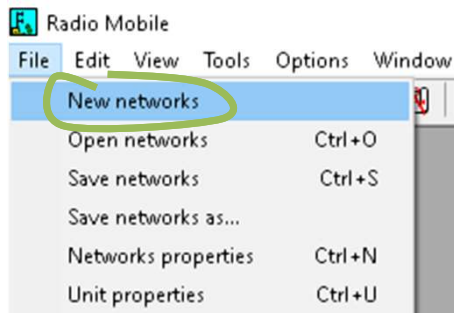 Radio Mobile
File Edit View Tools Options Window
New networks
Open networks Ctrl+O
Save networks Ctrl+S
Save networks as...
Networks properties Ctrl+N
Unit properties Ctrl+U